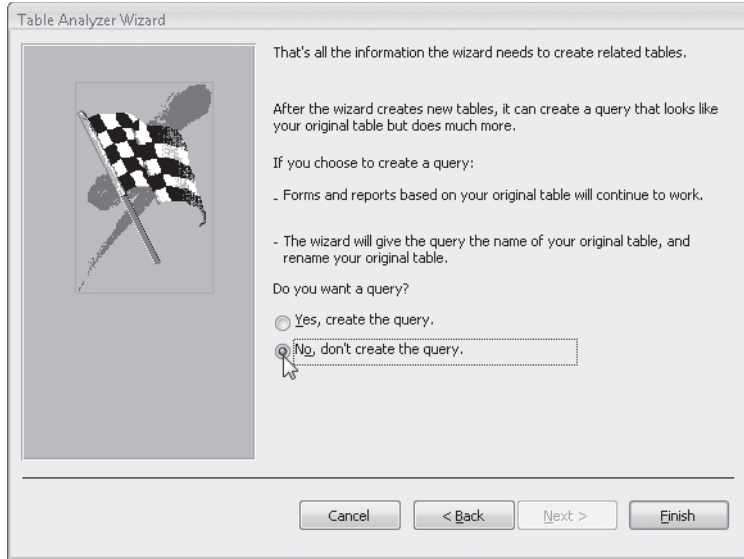 Table Analyzer Wizard
That's all the information the wizard needs to create related tables.
After the wizard creates new tables, it can create a query that looks like
your original table but does much more.
If you choose to create a query:
- Forms and reports based on your original table will continue to work.
- The wizard will give the query the name of your original table, and
rename your original table.
Do you want a query?
Yes, create the query.
No, don't create the query.
Cancel
< Back
Next >
Finish